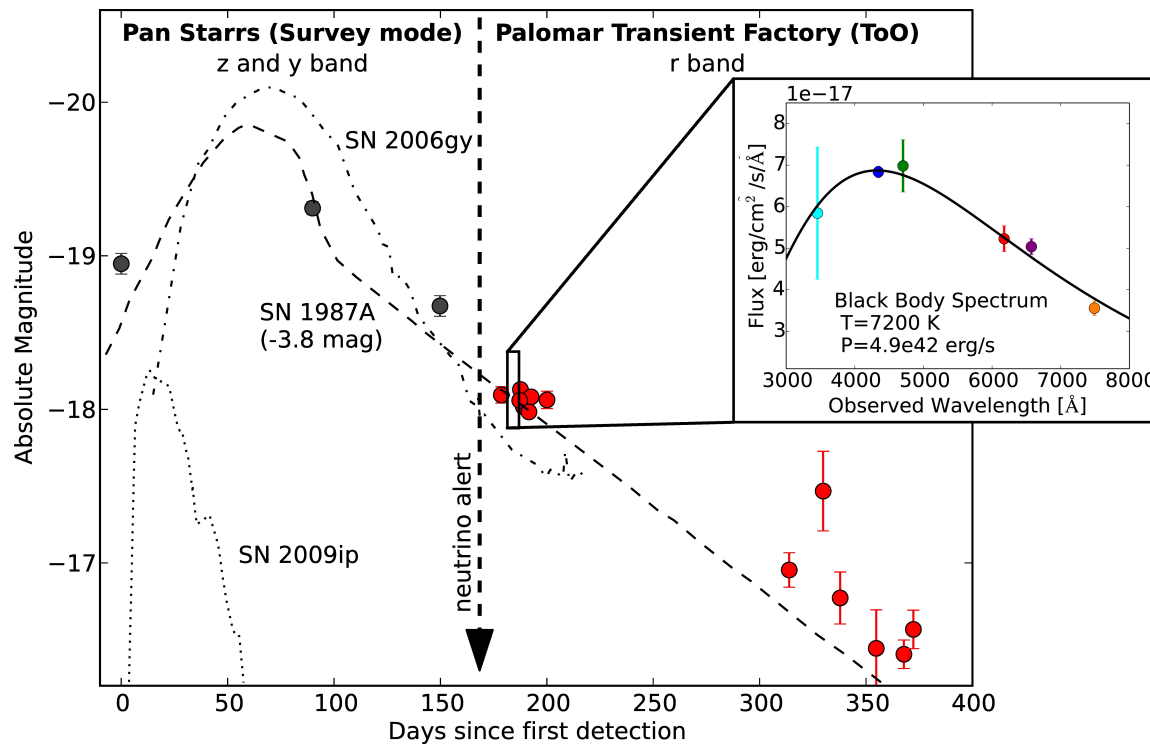 Pan Starrs (Survey mode)
z and y band
Palomar Transient Factory (ToO)
r band
SN 2006gy
SN 1987A
(-3.8 mag)
SN 2009ip
neutrino alert
Absolute Magnitude
−20
−19
−18
−17
0
50
100
150
200
250
300
350
400
Days since first detection
1e−17
Flux [erg/cm² /s/Å]
8
7
6
5
4
3
Black Body Spectrum
T=7200 K
P=4.9e42 erg/s
3000
4000
5000
6000
7000
8000
Observed Wavelength [Å]